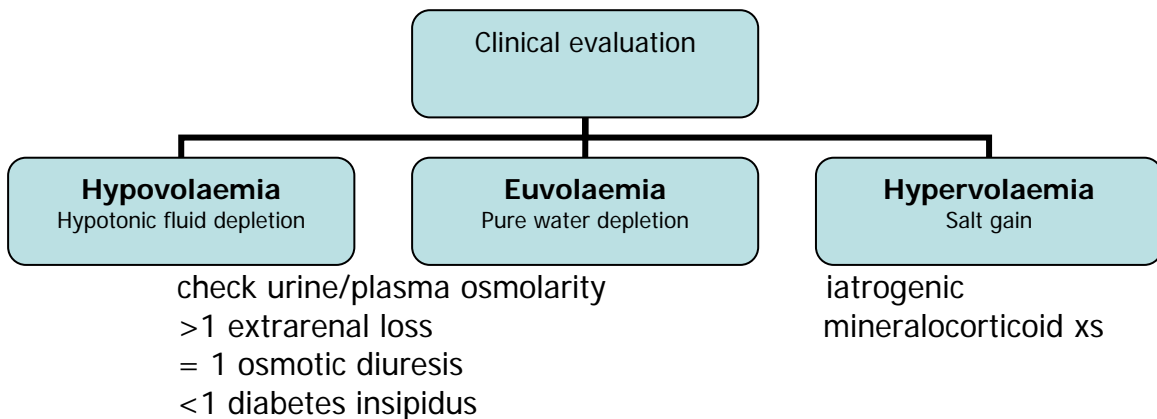 Clinical evaluation
Hypovolaemia
Hypotonic fluid depletion
Euvolaemia
Pure water depletion
Hypervolaemia
Salt gain
check urine/plasma osmolarity
>1 extrarenal loss
= 1 osmotic diuresis
<1 diabetes insipidus
iatrogenic
mineralocorticoid xs